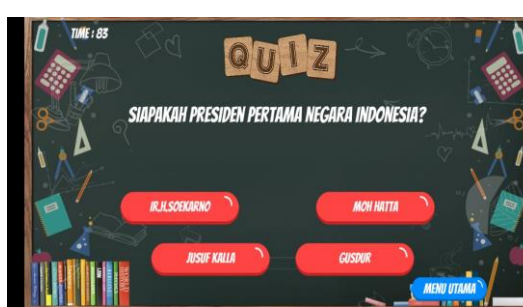 TIME : 83
QUIZ
SIAPAKAH PRESIDEN PERTAMA NEGARA INDONESIA?
IR.H.SOEKARNO
MOH HATTA
JUSUF KALLA
GUSDUR
MENU UTAMA